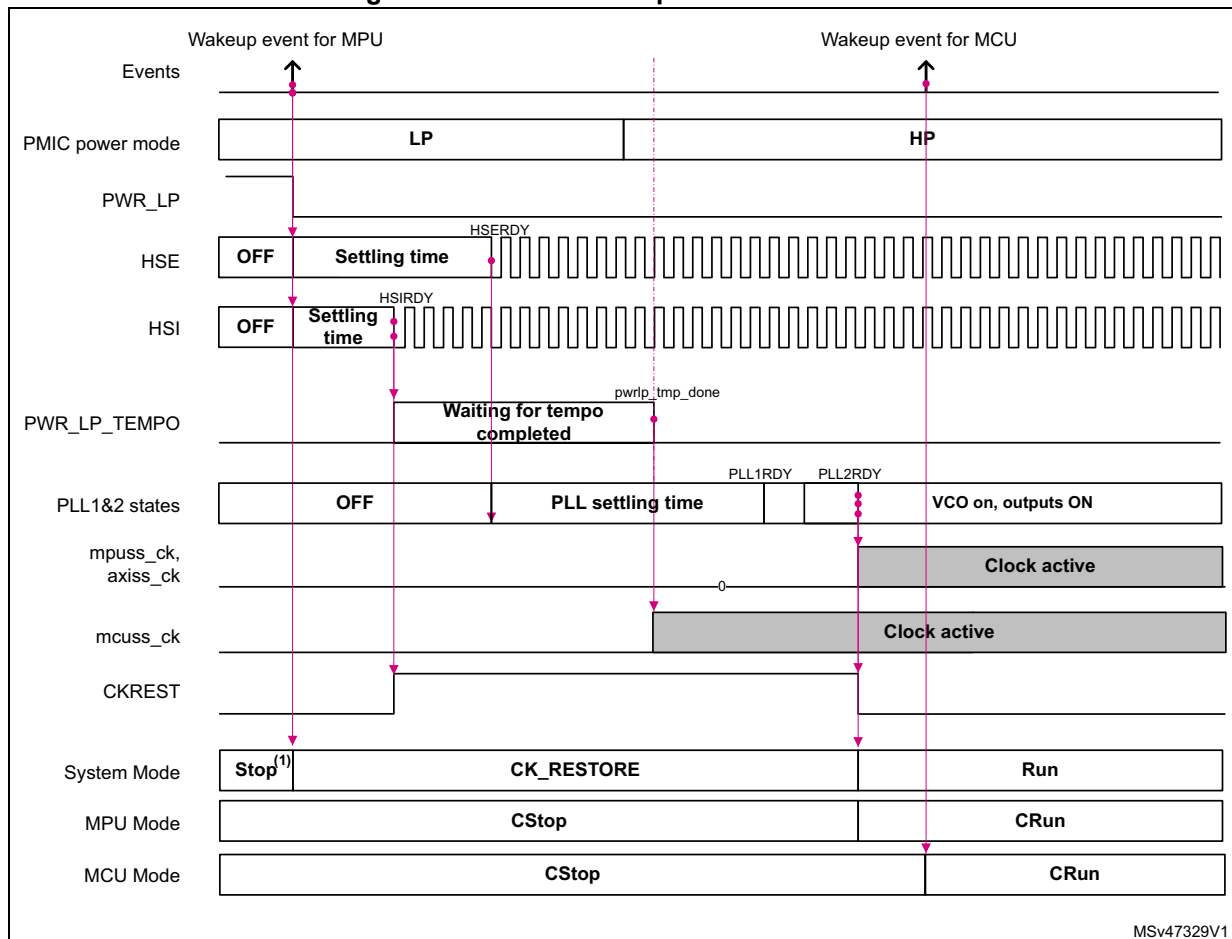 Wakeup event for MPU
Wakeup event for MCU
Events
PMIC power mode
LP
HP
PWR_LP
HSERDY
HSE
OFF
Settling time
HSIRDY
HSI
OFF
Settling
time
pwrlp_tmp_done
PWR_LP_TEMPO
Waiting for tempo
completed
PLL1RDY
PLL2RDY
PLL1&2 states
OFF
PLL settling time
VCO on, outputs ON
mpuss_ck,
axiss_ck
0
Clock active
mcuss_ck
Clock active
CKREST
System Mode
Stop(1)
CK_RESTORE
Run
MPU Mode
CStop
CRun
MCU Mode
CStop
CRun
MSv47329V1